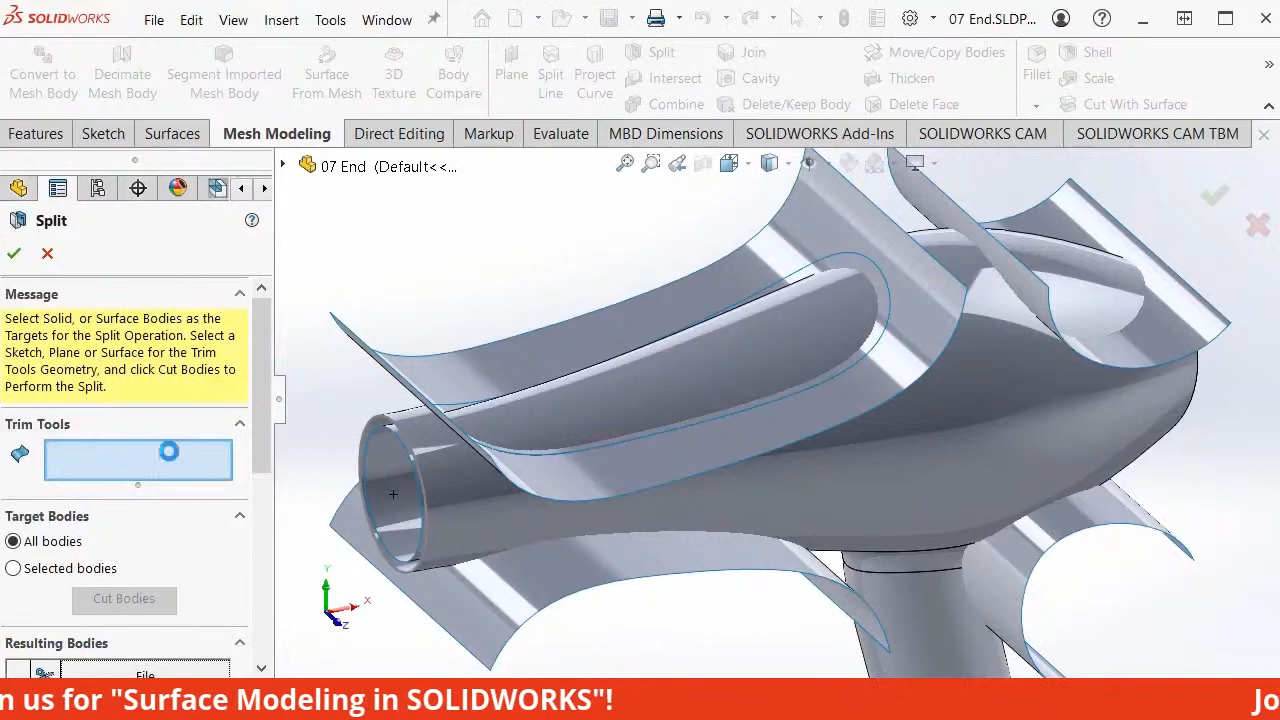 SOLIDWORKS File Edit View Insert Tools Window 07 End.SLDP...
Convert to Mesh Body
Decimate Mesh Body
Segment Imported Mesh Body
Surface From Mesh
3D Texture
Body Compare
Plane
Split Line
Project Curve
Split
Intersect
Combine
Join
Cavity
Delete/Keep Body
Move/Copy Bodies
Thicken
Delete Face
Fillet
Shell
Scale
Cut With Surface
Features Sketch Surfaces Mesh Modeling Direct Editing Markup Evaluate MBD Dimensions SOLIDWORKS Add-Ins SOLIDWORKS CAM SOLIDWORKS CAM TBM
07 End (Default<<...
Split
Message
Select Solid, or Surface Bodies as the
Targets for the Split Operation. Select a
Sketch, Plane or Surface for the Trim
Tools Geometry, and click Cut Bodies to
Perform the Split.
Trim Tools
Target Bodies
All bodies
Selected bodies
Cut Bodies
Resulting Bodies
File
Y
X
Z
n us for "Surface Modeling in SOLIDWORKS"! Jo